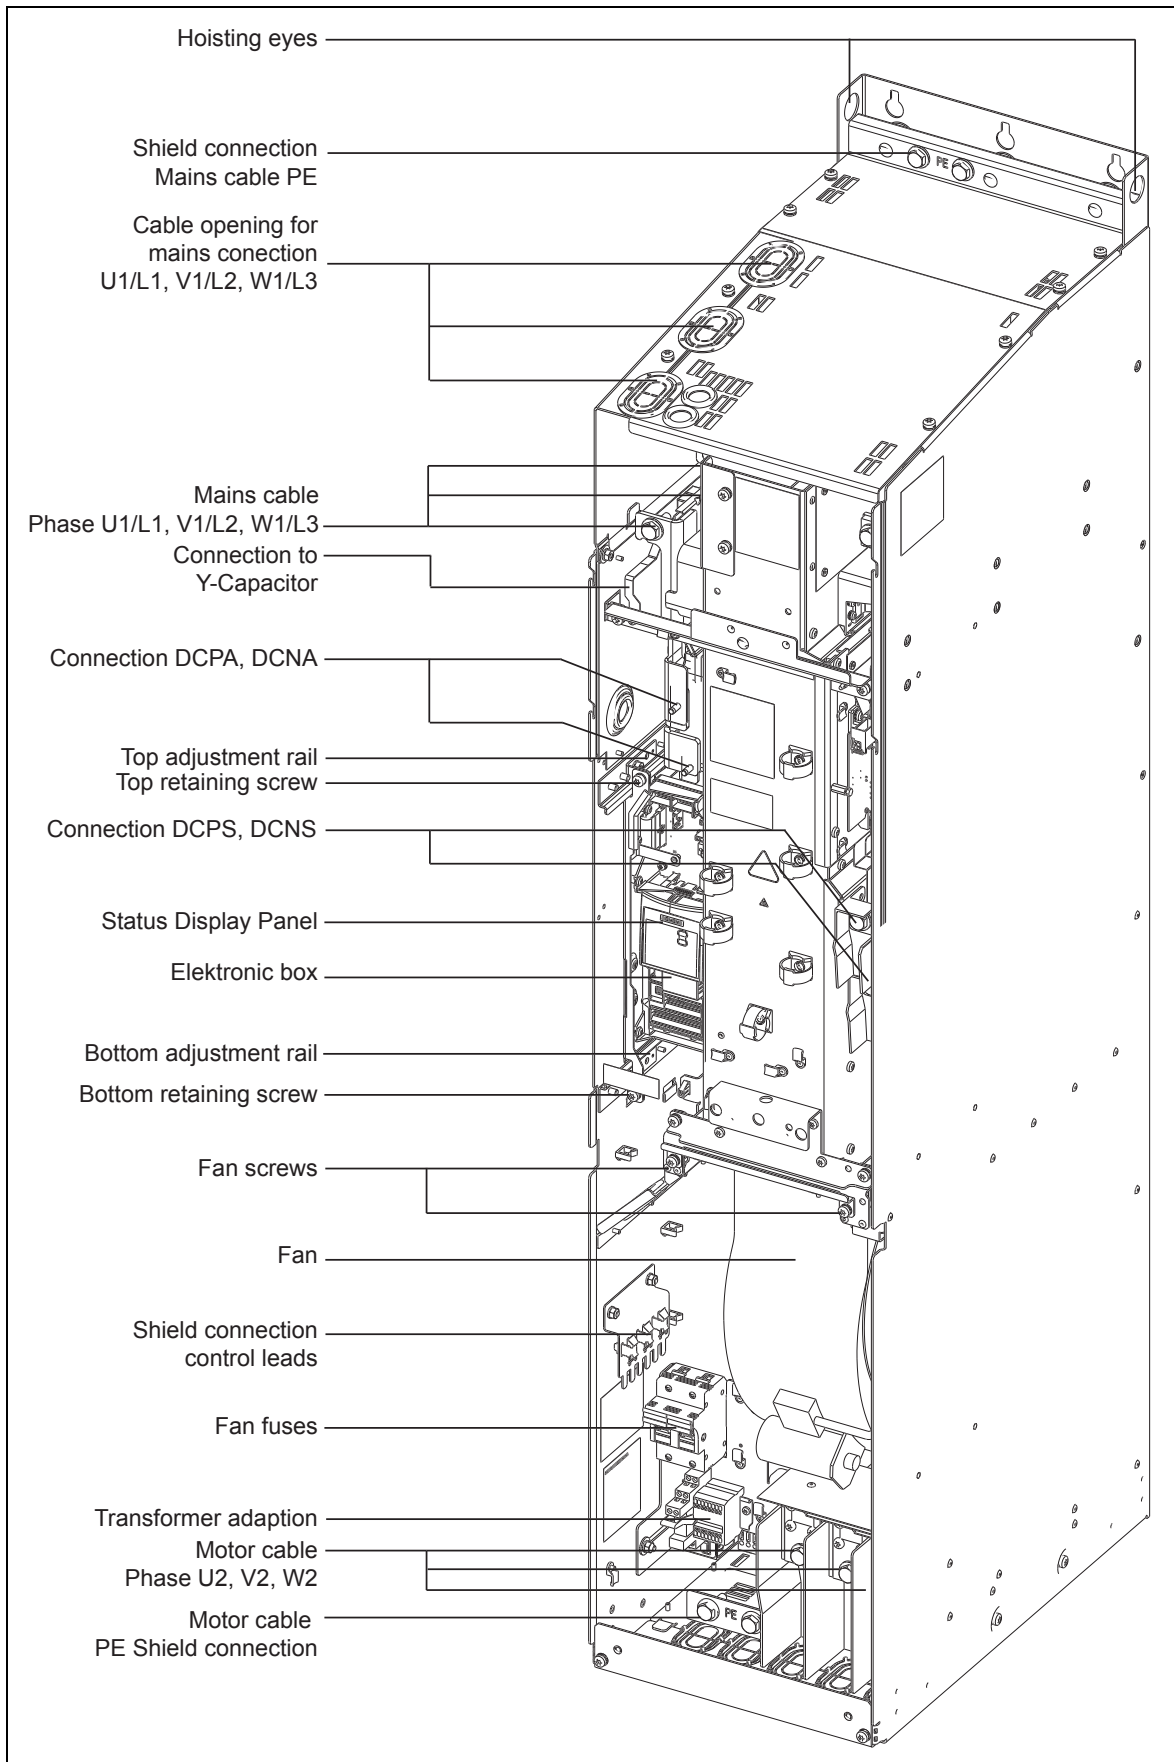 Hoisting eyes
Shield connection
Mains cable PE
PE
Cable opening for
mains conection
U1/L1, V1/L2, W1/L3
Mains cable
Phase U1/L1, V1/L2, W1/L3
Connection to
Y-Capacitor
Connection DCPA, DCNA
Top adjustment rail
Top retaining screw
Connection DCPS, DCNS
Status Display Panel
Elektronic box
Bottom adjustment rail
Bottom retaining screw
Fan screws
Fan
Shield connection
control leads
Fan fuses
Transformer adaption
Motor cable
Phase U2, V2, W2
Motor cable
PE Shield connection
PE